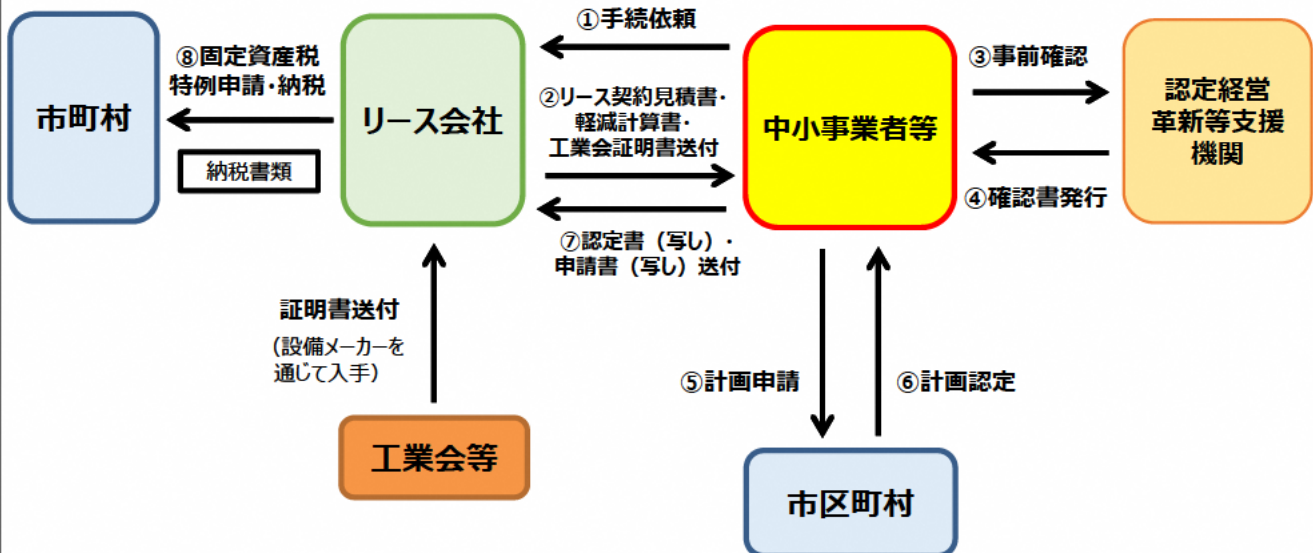 ①手続依頼
⑧固定資産税
特例申請・納税
市町村
納税書類
リース会社
②リース契約見積書・
軽減計算書・
工業会証明書送付
⑦認定書（写し）・
申請書（写し）送付
中小事業者等
③事前確認
④確認書発行
認定経営
革新等支援
機関
証明書送付
（設備メーカーを
通じて入手）
工業会等
⑤計画申請
⑥計画認定
市区町村